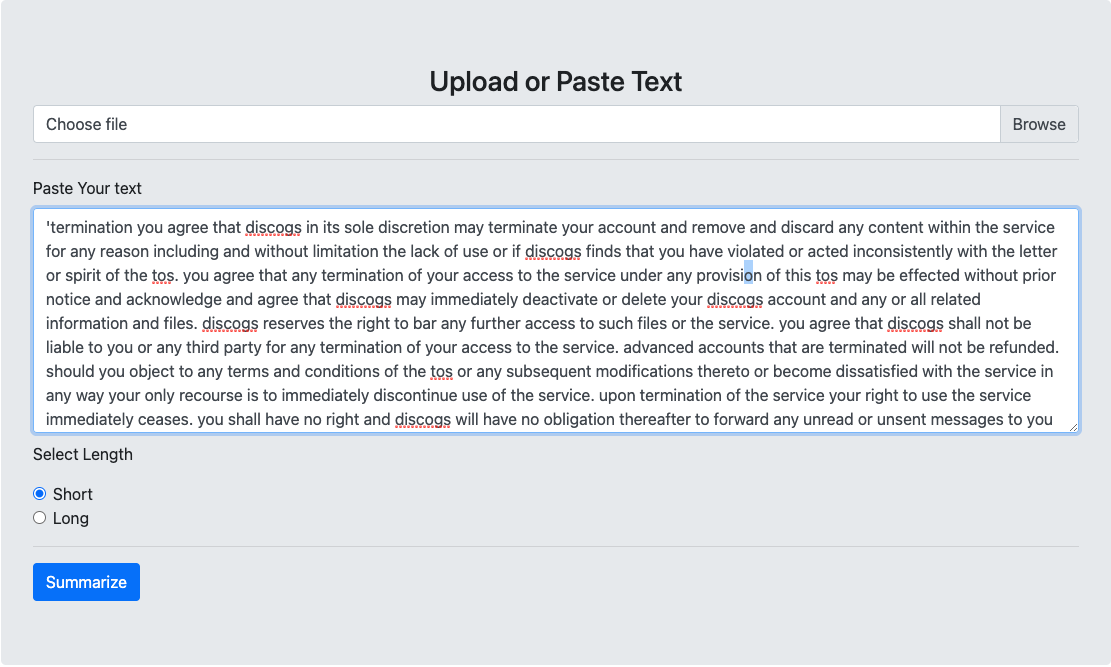 Upload or Paste Text
Choose file
Browse
Paste Your text
'termination you agree that discogs in its sole discretion may terminate your account and remove and discard any content within the service
for any reason including and without limitation the lack of use or if discogs finds that you have violated or acted inconsistently with the letter
or spirit of the tos. you agree that any termination of your access to the service under any provision of this tos may be effected without prior
notice and acknowledge and agree that discogs may immediately deactivate or delete your discogs account and any or all related
information and files. discogs reserves the right to bar any further access to such files or the service. you agree that discogs shall not be
liable to you or any third party for any termination of your access to the service. advanced accounts that are terminated will not be refunded.
should you object to any terms and conditions of the tos or any subsequent modifications thereto or become dissatisfied with the service in
any way your only recourse is to immediately discontinue use of the service. upon termination of the service your right to use the service
immediately ceases. you shall have no right and discogs will have no obligation thereafter to forward any unread or unsent messages to you
Select Length
Short
Long
Summarize